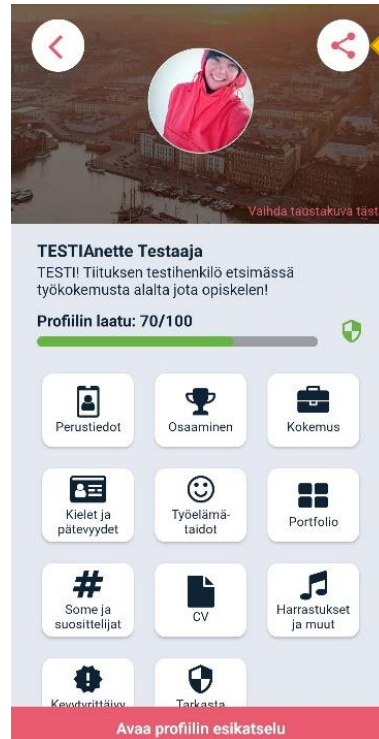 Vaihda taustakuva täst
TESTIAnette Testaaja
TESTI! Tiituksen testihenkilö etsimässä
työkokemusta alalta jota opiskelen!
Profiilin laatu: 70/100
Perustiedot
Osaaminen
Kokemus
Kielet ja
pätevyydet
Työelämä-
taidot
Portfolio
Some ja
suosittelijat
CV
Harrastukset
ja muut
Kevytyrittäjyy
Tarkasta
Avaa profiilin esikatselu